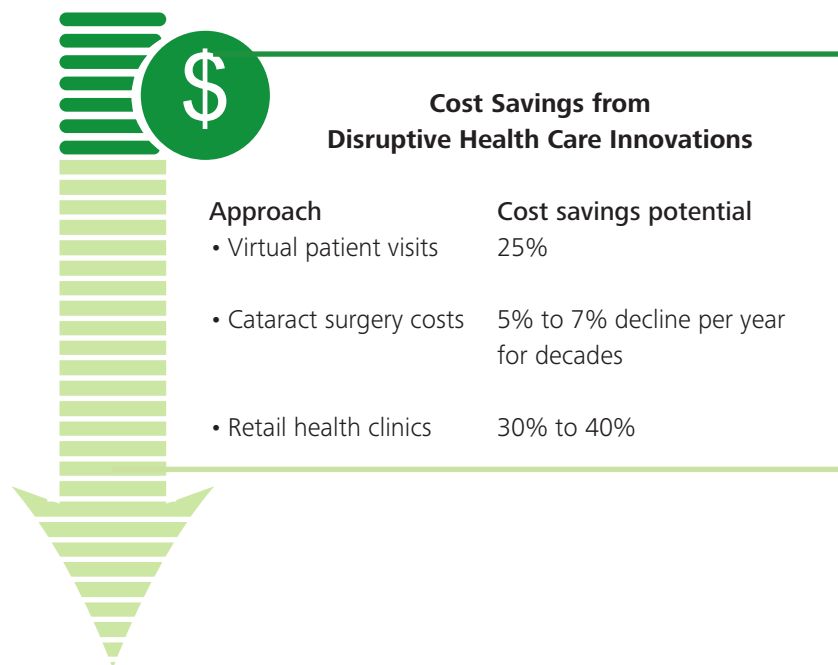 $
Cost Savings from
Disruptive Health Care Innovations
Approach Cost savings potential
• Virtual patient visits 25%
• Cataract surgery costs 5% to 7% decline per year
for decades
• Retail health clinics 30% to 40%